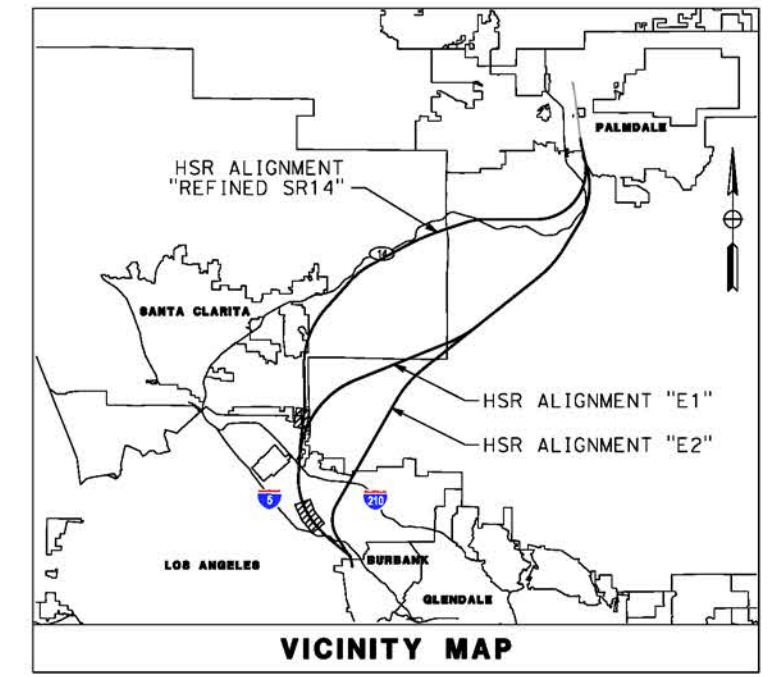 PALMDALE
HSR ALIGNMENT
"REFINED SR14"
14
SANTA CLARITA
HSR ALIGNMENT "E1"
HSR ALIGNMENT "E2"
5
210
LOS ANGELES
BURBANK
GLENDALE
VICINITY MAP